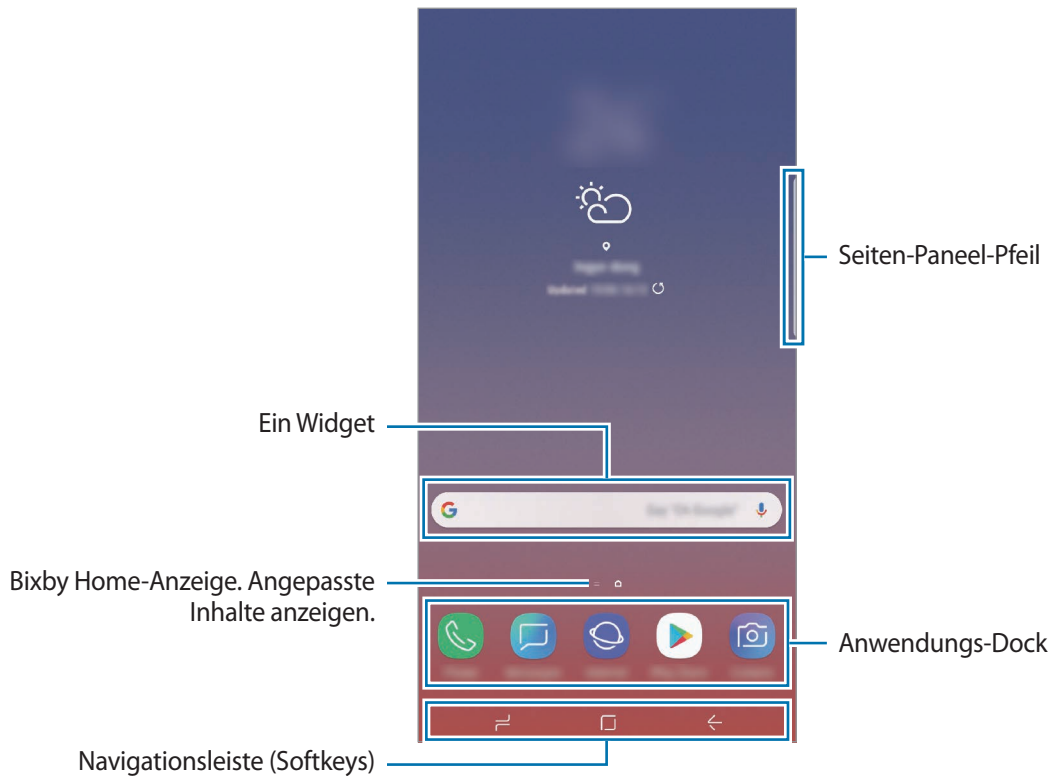 Seiten-Paneel-Pfeil
Ein Widget
Bixby Home-Anzeige. Angepasste
Inhalte anzeigen.
Anwendungs-Dock
Navigationsleiste (Softkeys)